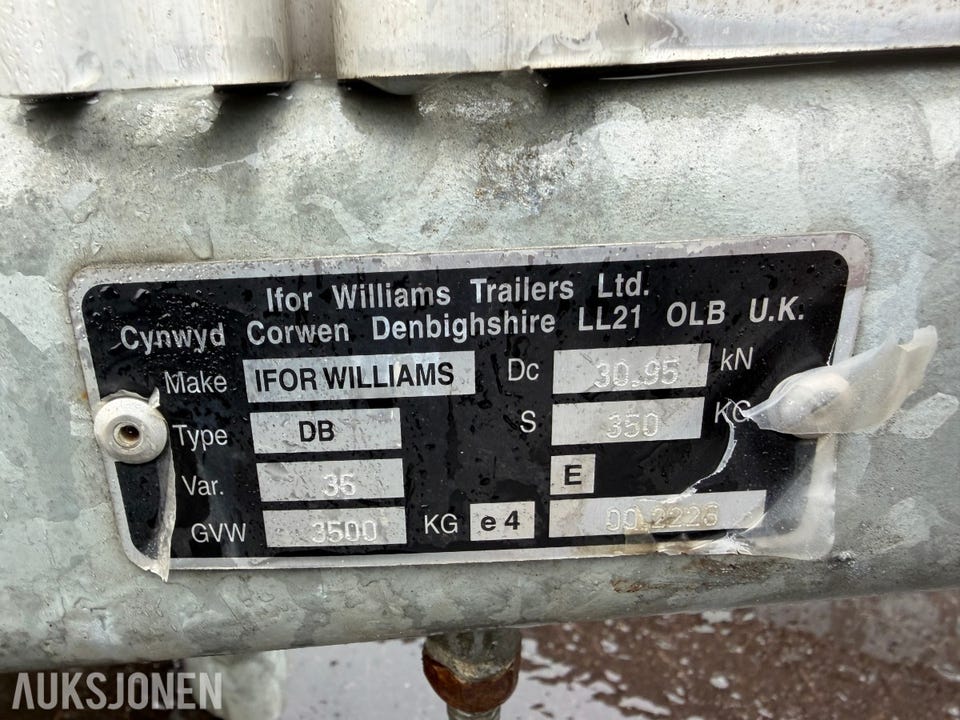 Ifor Williams Trailers Ltd.
Cynwyd Corwen Denbighshire LL21 OLB U.K.
Make IFOR WILLIAMS Dc 30.95 kN
Type DB S 350 KG
Var. 35 E
GVW 3500 KG e4 00.2226
AUKSJONEN